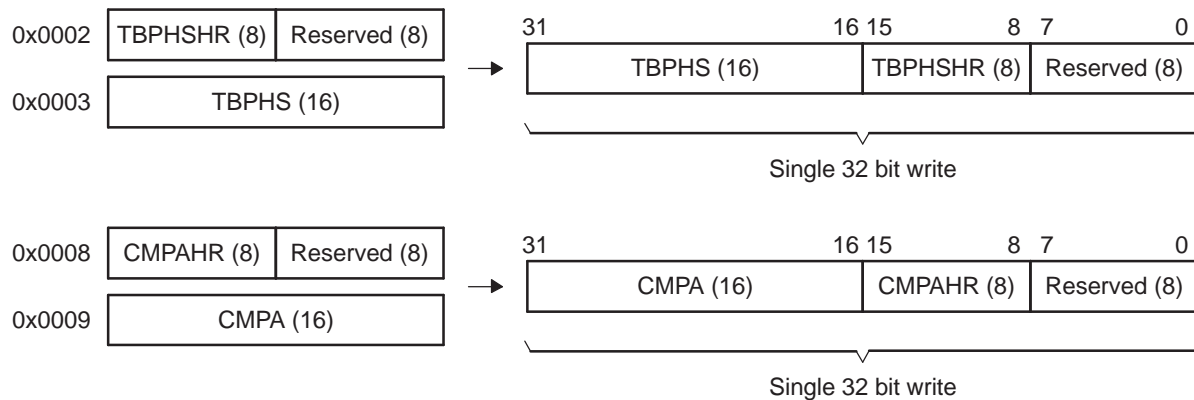 0x0002 TBPHSHR (8) Reserved (8)
0x0003 TBPHS (16)
31 16 15 8 7 0
TBPHS (16) TBPHSHR (8) Reserved (8)
Single 32 bit write
0x0008 CMPAHR (8) Reserved (8)
0x0009 CMPA (16)
31 16 15 8 7 0
CMPA (16) CMPAHR (8) Reserved (8)
Single 32 bit write